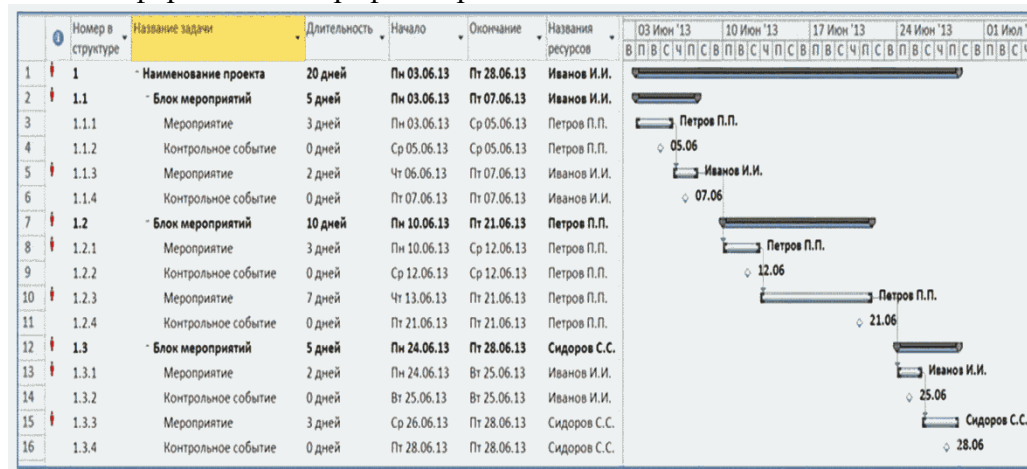 Номер в структуре Название задачи Длительность Начало Окончание Названия ресурсов 03 Июн '13 10 Июн '13 17 Июн '13 24 Июн '13 01 Июл '
В П В С Ч П С В П В С Ч П С В П В С Ч П С В П В С Ч П С В П В С Ч
1 1 Наименование проекта 20 дней Пн 03.06.13 Пт 28.06.13 Иванов И.И.
2 1.1 Блок мероприятий 5 дней Пн 03.06.13 Пт 07.06.13 Иванов И.И.
3 1.1.1 Мероприятие 3 дней Пн 03.06.13 Ср 05.06.13 Петров П.П. Петров П.П.
4 1.1.2 Контрольное событие 0 дней Ср 05.06.13 Ср 05.06.13 Петров П.П. 05.06
5 1.1.3 Мероприятие 2 дней Чт 06.06.13 Пт 07.06.13 Иванов И.И. Иванов И.И.
6 1.1.4 Контрольное событие 0 дней Пт 07.06.13 Пт 07.06.13 Иванов И.И. 07.06
7 1.2 Блок мероприятий 10 дней Пн 10.06.13 Пт 21.06.13 Петров П.П.
8 1.2.1 Мероприятие 3 дней Пн 10.06.13 Ср 12.06.13 Петров П.П. Петров П.П.
9 1.2.2 Контрольное событие 0 дней Ср 12.06.13 Ср 12.06.13 Петров П.П. 12.06
10 1.2.3 Мероприятие 7 дней Чт 13.06.13 Пт 21.06.13 Петров П.П. Петров П.П.
11 1.2.4 Контрольное событие 0 дней Пт 21.06.13 Пт 21.06.13 Петров П.П. 21.06
12 1.3 Блок мероприятий 5 дней Пн 24.06.13 Пт 28.06.13 Сидоров С.С.
13 1.3.1 Мероприятие 2 дней Пн 24.06.13 Вт 25.06.13 Иванов И.И. Иванов И.И.
14 1.3.2 Контрольное событие 0 дней Вт 25.06.13 Вт 25.06.13 Иванов И.И. 25.06
15 1.3.3 Мероприятие 3 дней Ср 26.06.13 Пт 28.06.13 Сидоров С.С. Сидоров С.С.
16 1.3.4 Контрольное событие 0 дней Пт 28.06.13 Пт 28.06.13 Сидоров С.С. 28.06